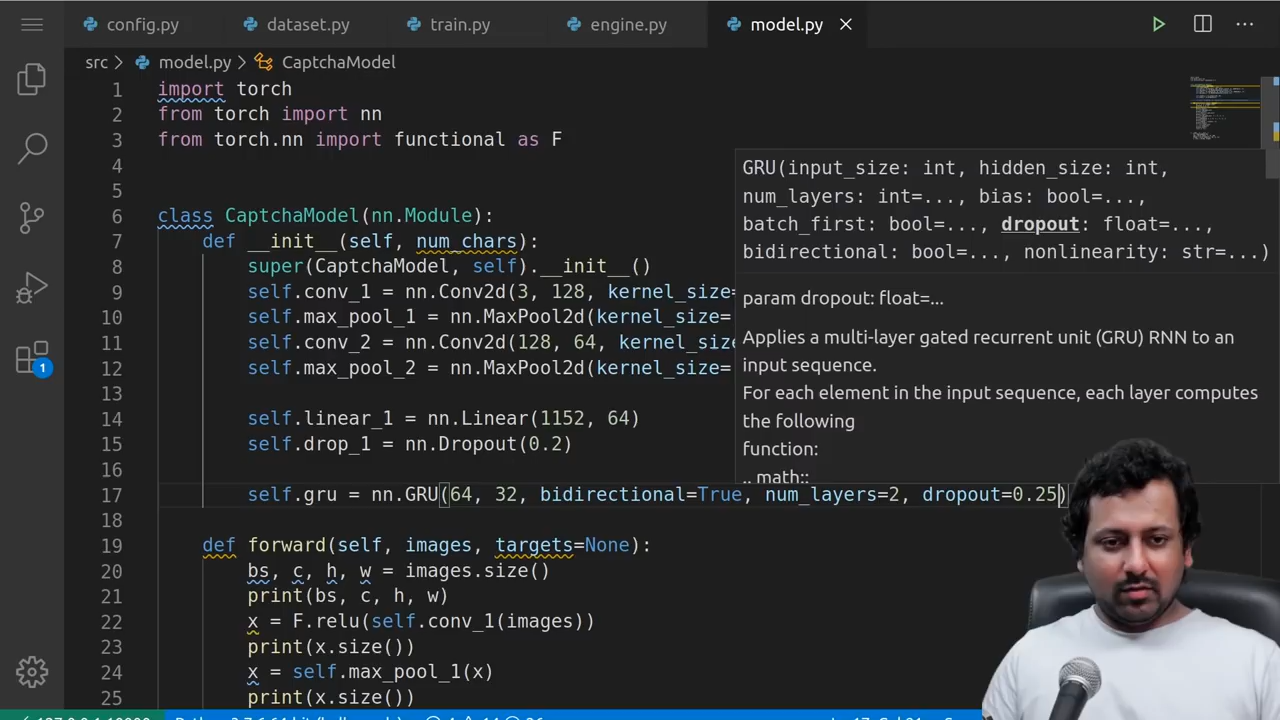 config.py dataset.py train.py engine.py model.py
src > model.py > CaptchaModel
1 import torch
2 from torch import nn
3 from torch.nn import functional as F
4
5
6 class CaptchaModel(nn.Module):
7 def __init__(self, num_chars):
8 super(CaptchaModel, self).__init__()
9 self.conv_1 = nn.Conv2d(3, 128, kernel_size=
10 self.max_pool_1 = nn.MaxPool2d(kernel_size=
11 self.conv_2 = nn.Conv2d(128, 64, kernel_size=
12 self.max_pool_2 = nn.MaxPool2d(kernel_size=
13
14 self.linear_1 = nn.Linear(1152, 64)
15 self.drop_1 = nn.Dropout(0.2)
16
17 self.gru = nn.GRU(64, 32, bidirectional=True, num_layers=2, dropout=0.25)
18
19 def forward(self, images, targets=None):
20 bs, c, h, w = images.size()
21 print(bs, c, h, w)
22 x = F.relu(self.conv_1(images))
23 print(x.size())
24 x = self.max_pool_1(x)
25 print(x.size())
GRU(input_size: int, hidden_size: int,
num_layers: int=..., bias: bool=...,
batch_first: bool=..., dropout: float=...,
bidirectional: bool=..., nonlinearity: str=...)
param dropout: float=...
Applies a multi-layer gated recurrent unit (GRU) RNN to an
input sequence.
For each element in the input sequence, each layer computes
the following
function:
.. math::
1